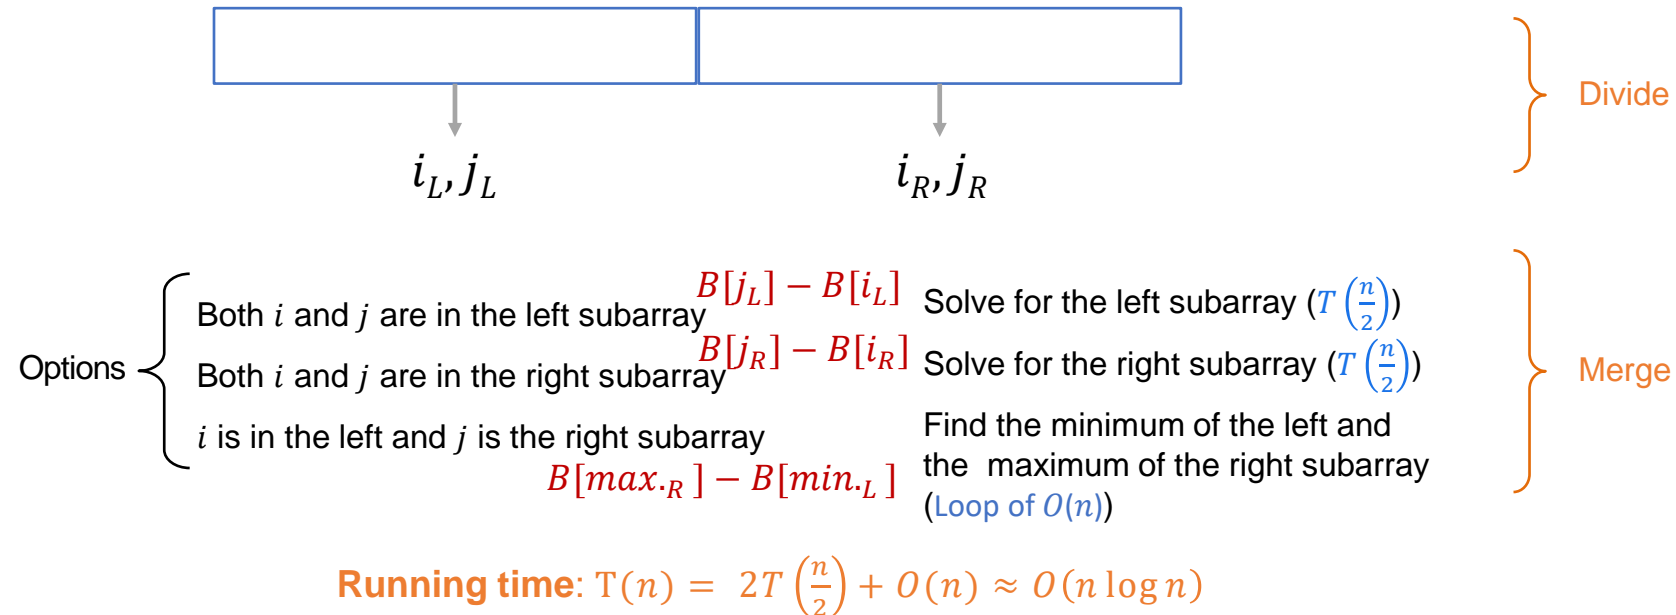 Divide
i_L, j_L
i_R, j_R
Options
Both i and j are in the left subarray
B[j_L] − B[i_L]
Solve for the left subarray (T(n/2))
Both i and j are in the right subarray
B[j_R] − B[i_R]
Solve for the right subarray (T(n/2))
i is in the left and j is the right subarray
B[max._R ] − B[min._L ]
Find the minimum of the left and
the maximum of the right subarray
(Loop of O(n))
Merge
Running time: T(n) = 2T(n/2) + O(n) ≈ O(n log n)